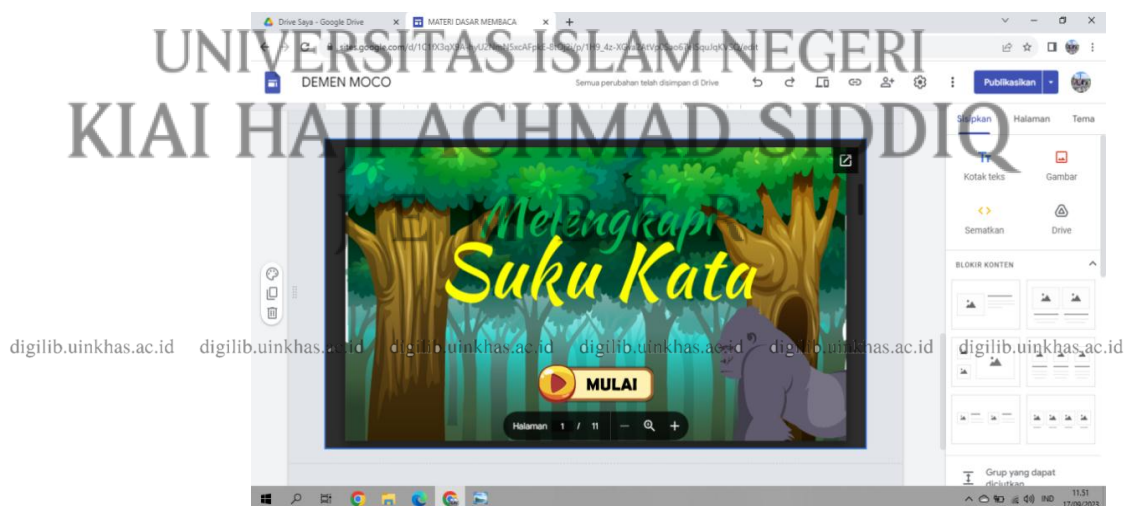 Drive Saya - Google Drive
MATERI DASAR MEMBACA
UNIVERSITAS ISLAM NEGERI
DEMEN MOCO
Semua perubahan telah disimpan di Drive
Publikasikan
KIAI HAJI ACHMAD SIDDIQ
JEMBER
Sisipkan Halaman Tema
Kotak teks Gambar
Sematkan Drive
BLOKIR KONTEN
Melengkapi
Suku Kata
MULAI
Halaman 1 / 11
digilib.uinkhas.ac.id digilib.uinkhas.ac.id digilib.uinkhas.ac.id digilib.uinkhas.ac.id digilib.uinkhas.ac.id digilib.uinkhas.ac.id
Grup yang dapat
diciutkan
IND
11.51
17/09/2023